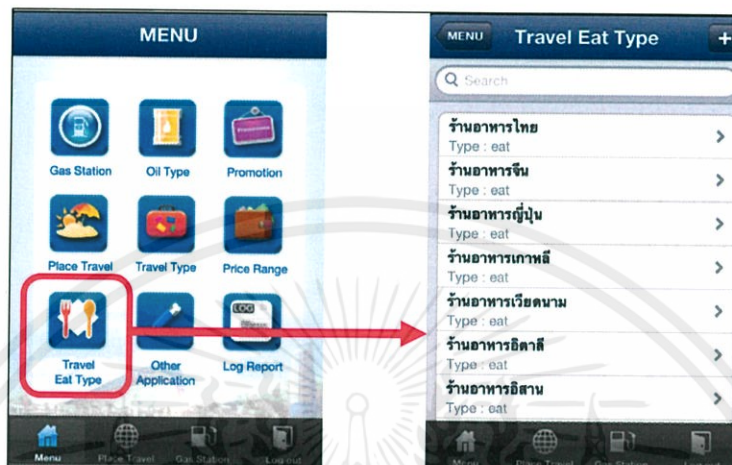 MENU
Gas Station
Oil Type
Promotion
Place Travel
Travel Type
Price Range
LOG
Travel
Eat Type
Other
Application
Log Report
Menu
Place Travel
Gas Station
Log out
MENU
Travel Eat Type
+
Search
ร้านอาหารไทย
Type : eat
ร้านอาหารจีน
Type : eat
ร้านอาหารญี่ปุ่น
Type : eat
ร้านอาหารเกาหลี
Type : eat
ร้านอาหารเวียดนาม
Type : eat
ร้านอาหารอิตาลี
Type : eat
ร้านอาหารอิสาน
Type : eat
Menu
Place Travel
Gas Station